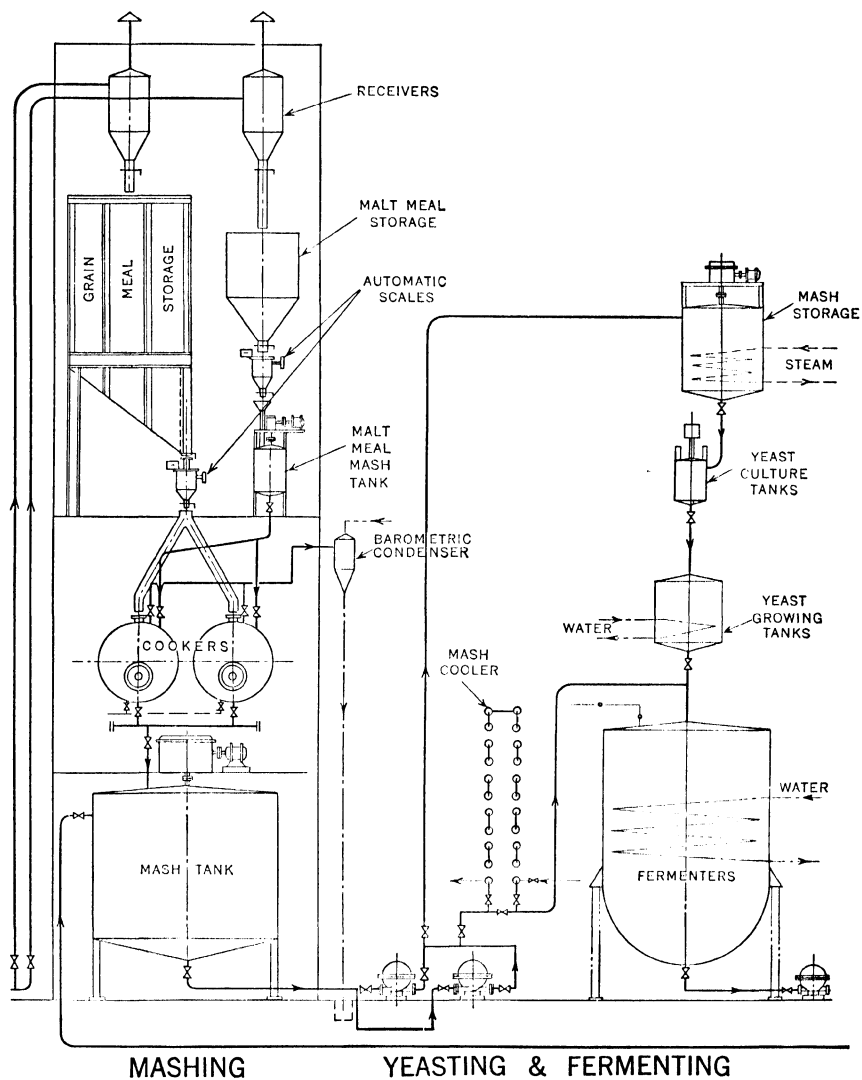 RECEIVERS
MALT MEAL
STORAGE
GRAIN
MEAL
STORAGE
AUTOMATIC
SCALES
MASH
STORAGE
STEAM
MALT
MEAL
MASH
TANK
YEAST
CULTURE
TANKS
BAROMETRIC
CONDENSER
YEAST
GROWING
TANKS
WATER
COOKERS
MASH
COOLER
WATER
MASH TANK
FERMENTERS
MASHING
YEASTING & FERMENTING